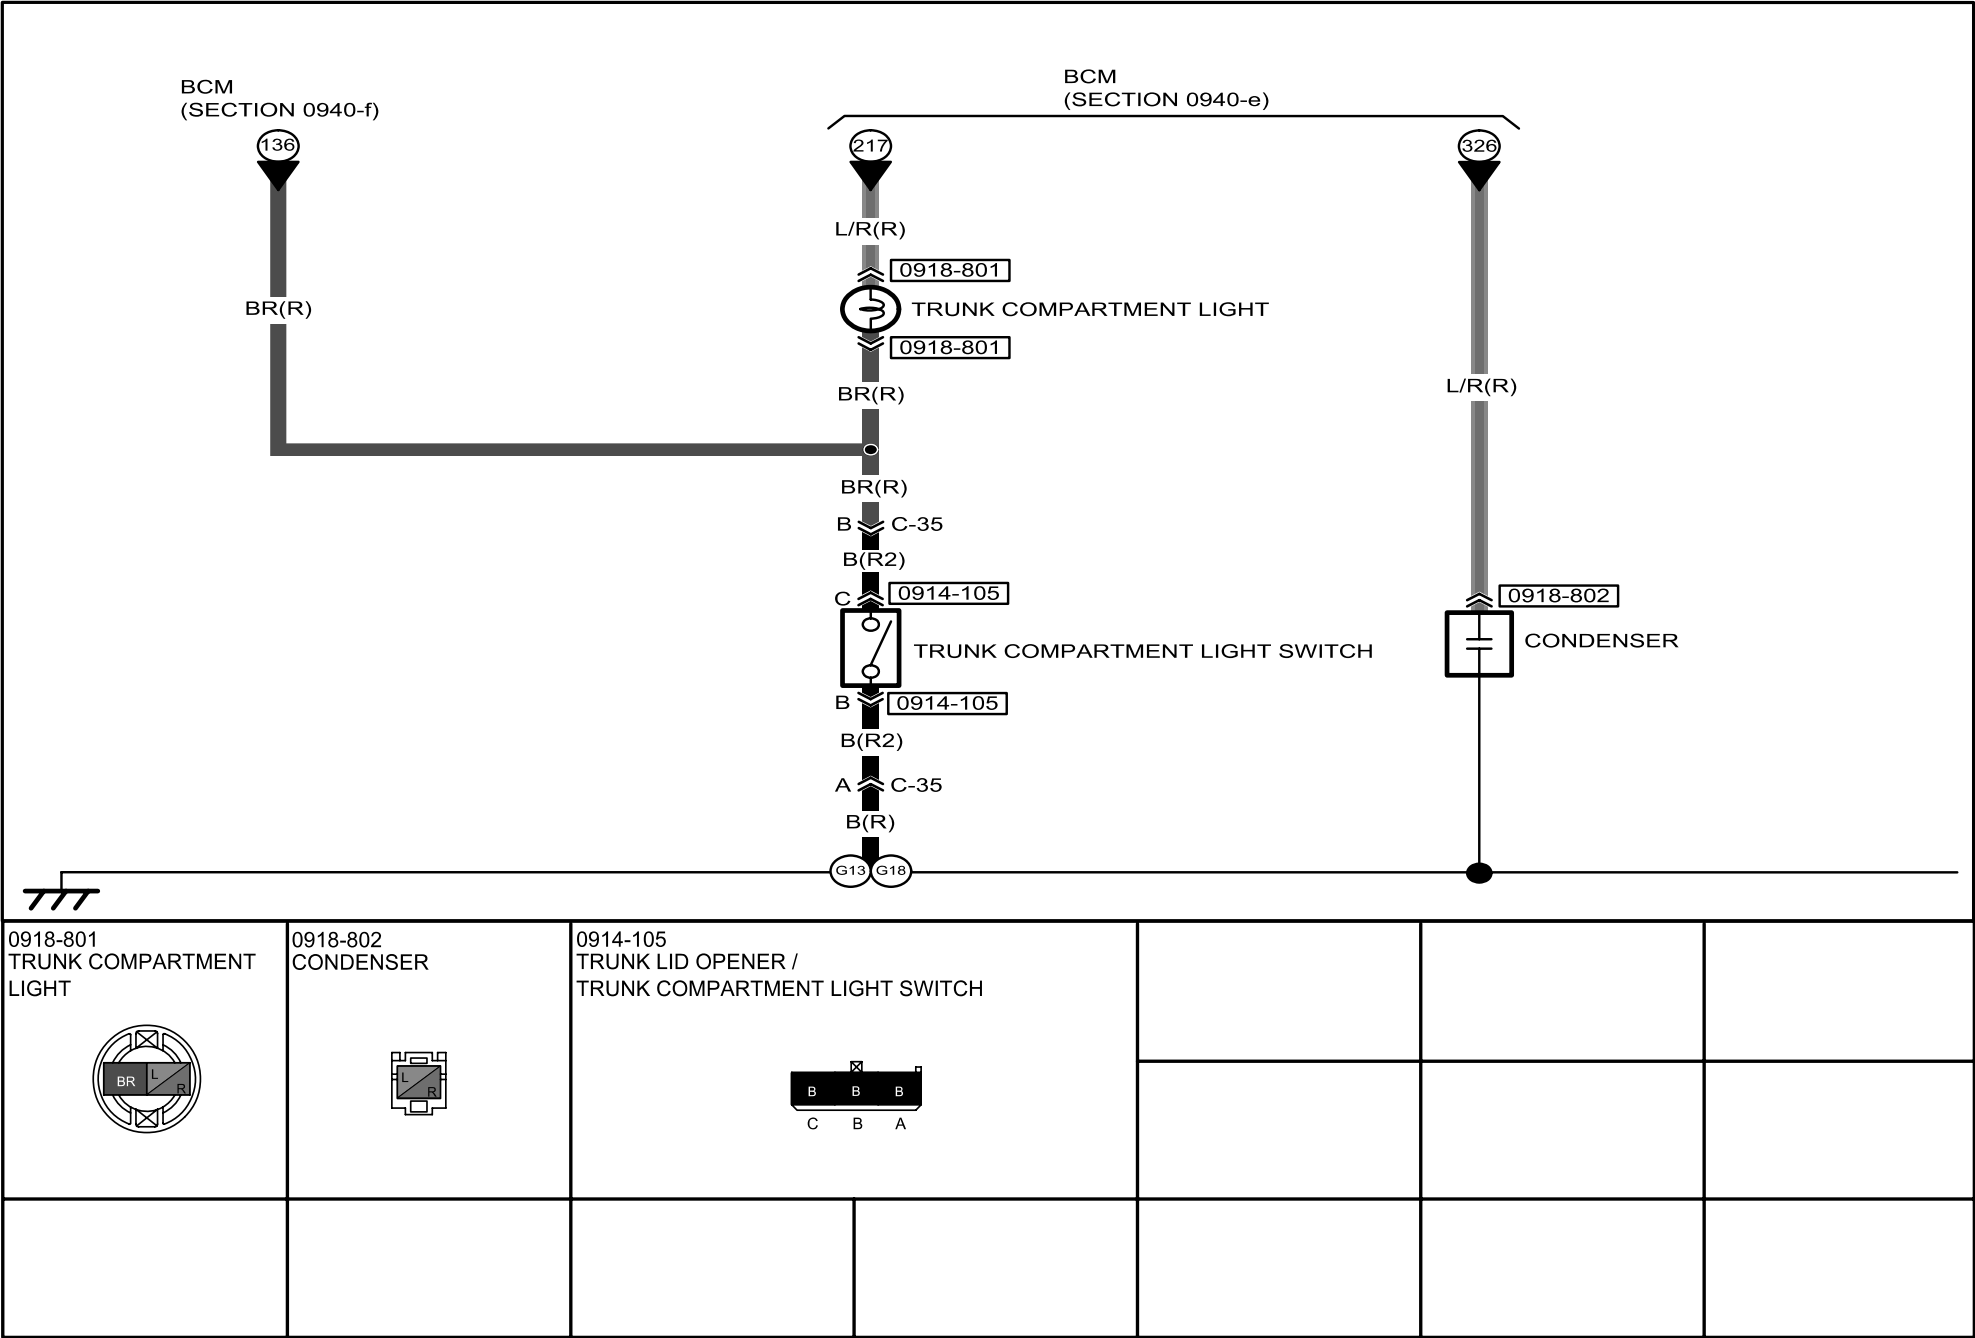 BCM
(SECTION 0940-f)
BCM
(SECTION 0940-e)
136
217
326
L/R(R)
0918-801
BR(R)
TRUNK COMPARTMENT LIGHT
0918-801
L/R(R)
BR(R)
BR(R)
B
C-35
B(R2)
C
0914-105
0918-802
CONDENSER
TRUNK COMPARTMENT LIGHT SWITCH
B
0914-105
B(R2)
A
C-35
B(R)
G13
G18
0918-801
TRUNK COMPARTMENT
LIGHT
BR
L
R
0918-802
CONDENSER
L
R
0914-105
TRUNK LID OPENER /
TRUNK COMPARTMENT LIGHT SWITCH
B B B
C B A